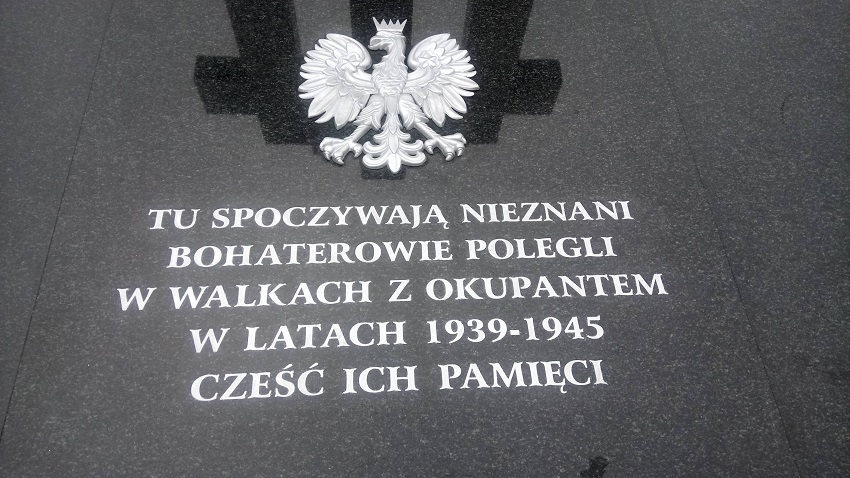 TU SPOCZYWAJĄ NIEZNANI
BOHATEROWIE POLEGLI
W WALKACH Z OKUPANTEM
W LATACH 1939-1945
CZEŚĆ ICH PAMIĘCI